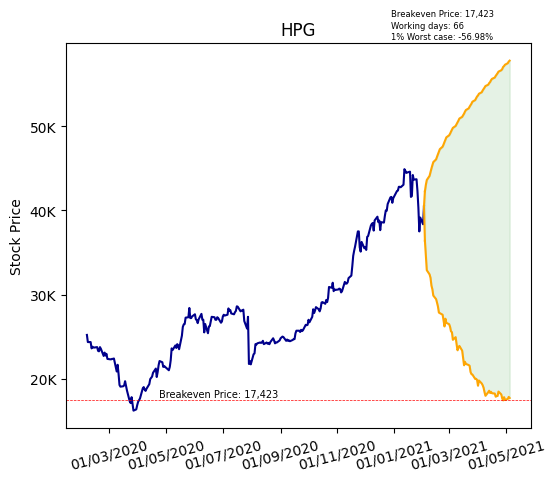 Breakeven Price: 17,423
Working days: 66
1% Worst case: -56.98%
HPG
Stock Price
50K
40K
30K
20K
Breakeven Price: 17,423
01/03/2020
01/05/2020
01/07/2020
01/09/2020
01/11/2020
01/01/2021
01/03/2021
01/05/2021